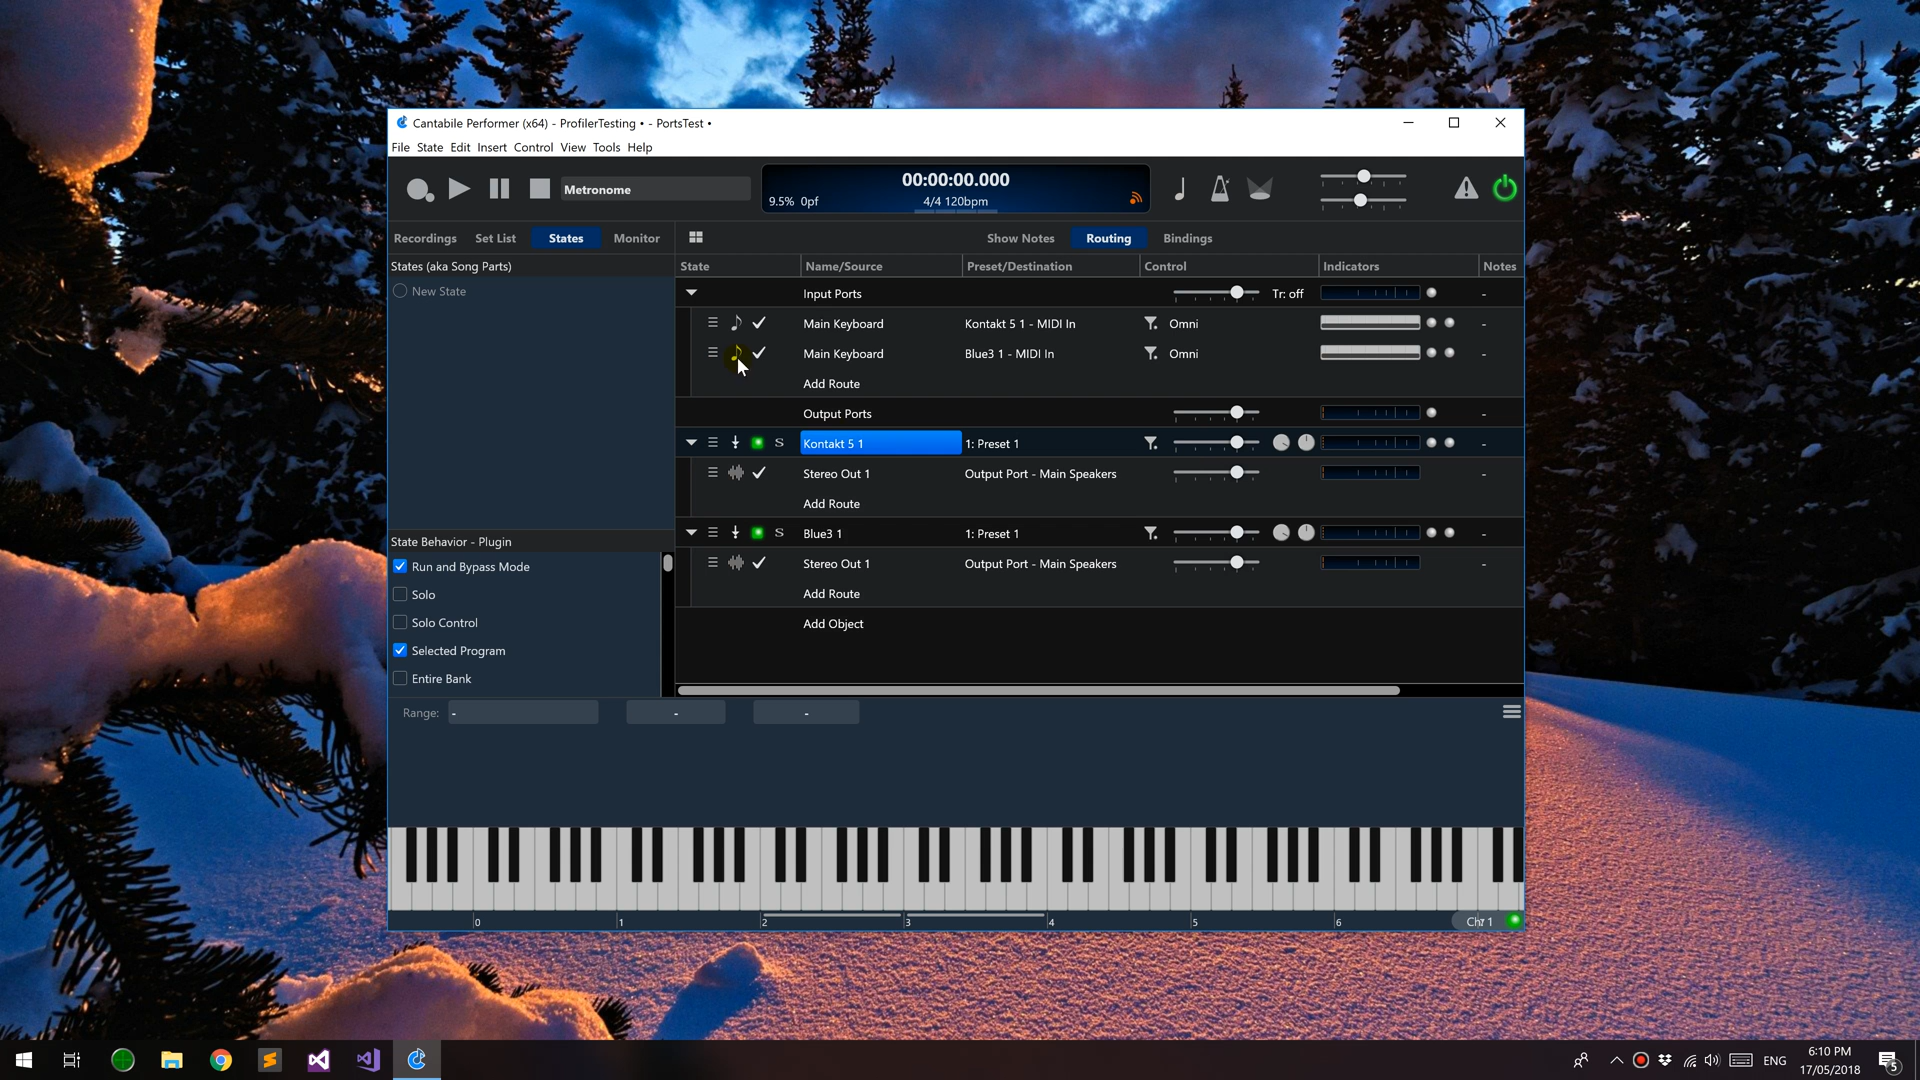 Cantabile Performer (x64) - ProfilerTesting • - PortsTest •
File State Edit Insert Control View Tools Help
Metronome
00:00:00.000
9.5% 0pf 4/4 120bpm
Recordings Set List States Monitor
Show Notes Routing Bindings
States (aka Song Parts)
New State
State Name/Source Preset/Destination Control Indicators Notes
Input Ports Tr: off -
Main Keyboard Kontakt 5 1 - MIDI In Omni -
Main Keyboard Blue3 1 - MIDI In Omni -
Add Route
Output Ports -
S Kontakt 5 1 1: Preset 1 -
Stereo Out 1 Output Port - Main Speakers -
Add Route
S Blue3 1 1: Preset 1 -
Stereo Out 1 Output Port - Main Speakers -
Add Route
Add Object
State Behavior - Plugin
Run and Bypass Mode
Solo
Solo Control
Selected Program
Entire Bank
Range: - - -
0 1 2 3 4 5 6 7
Ch 1
ENG
6:10 PM
17/05/2018
5